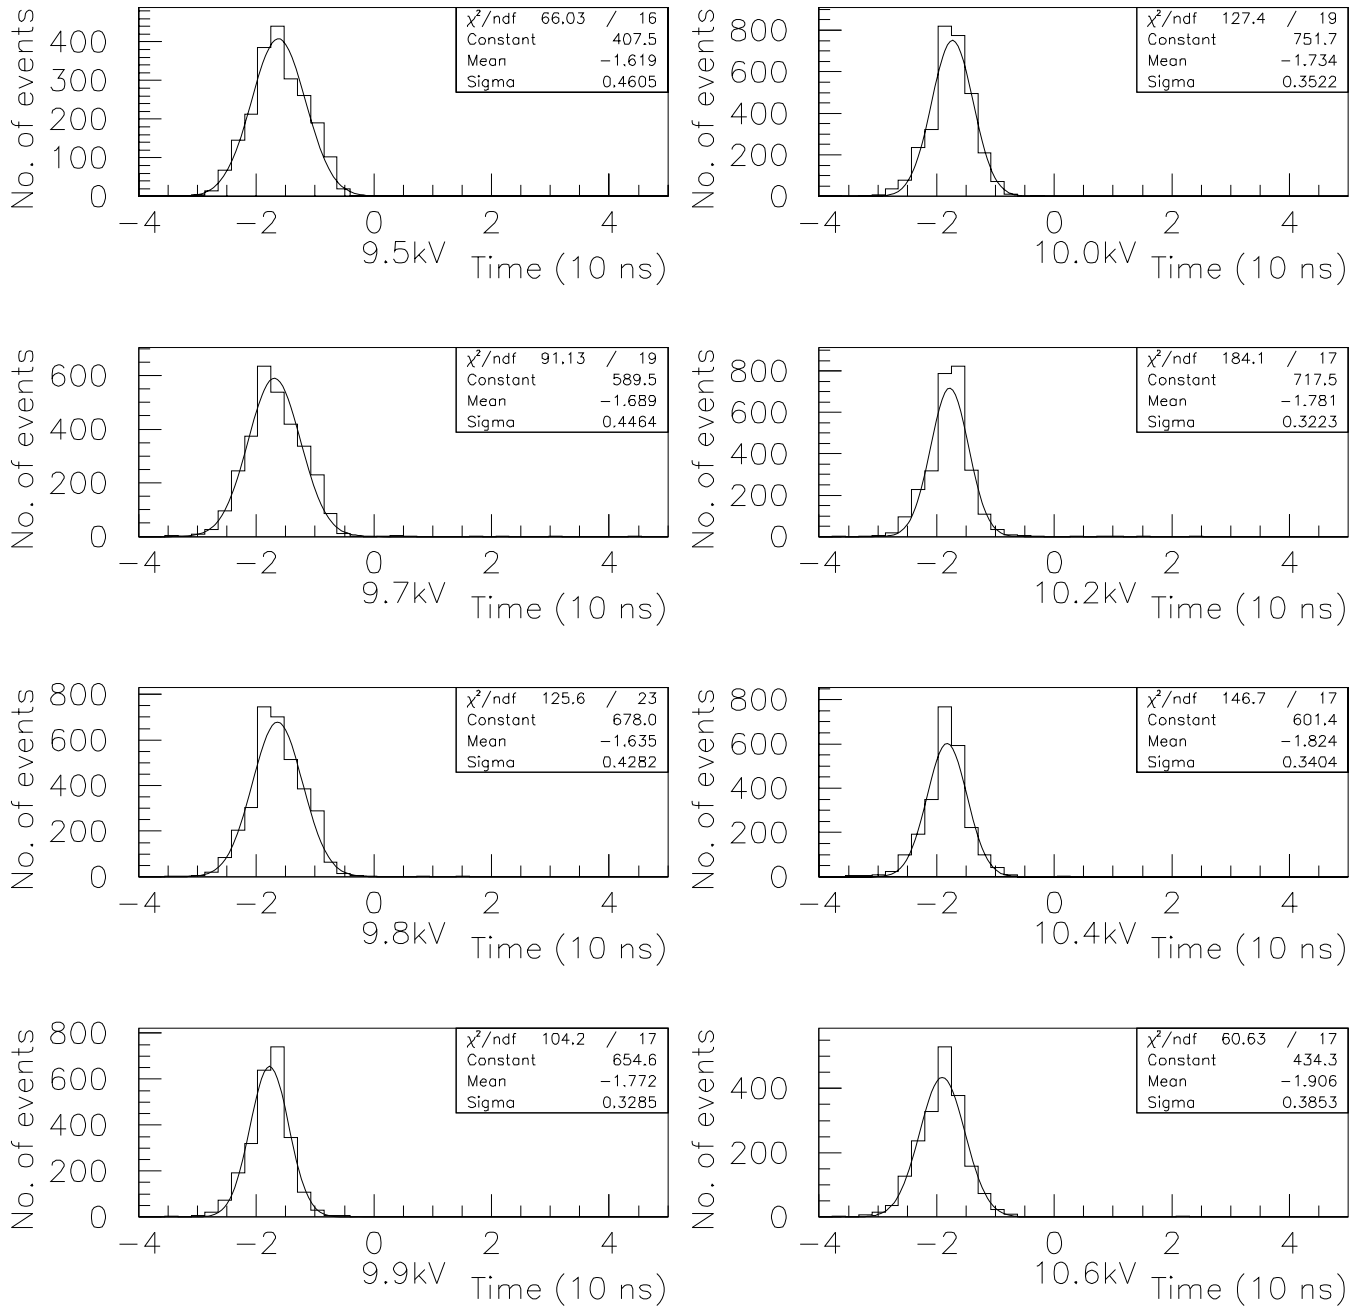 No. of events
400
300
200
100
0
χ²/ndf 66.03 / 16
Constant 407.5
Mean −1.619
Sigma 0.4605
−4 −2 0 2 4
9.5kV
Time (10 ns)
No. of events
800
600
400
200
0
χ²/ndf 127.4 / 19
Constant 751.7
Mean −1.734
Sigma 0.3522
−4 −2 0 2 4
10.0kV
Time (10 ns)
No. of events
600
400
200
0
χ²/ndf 91.13 / 19
Constant 589.5
Mean −1.689
Sigma 0.4464
−4 −2 0 2 4
9.7kV
Time (10 ns)
No. of events
800
600
400
200
0
χ²/ndf 184.1 / 17
Constant 717.5
Mean −1.781
Sigma 0.3223
−4 −2 0 2 4
10.2kV
Time (10 ns)
No. of events
800
600
400
200
0
χ²/ndf 125.6 / 23
Constant 678.0
Mean −1.635
Sigma 0.4282
−4 −2 0 2 4
9.8kV
Time (10 ns)
No. of events
800
600
400
200
0
χ²/ndf 146.7 / 17
Constant 601.4
Mean −1.824
Sigma 0.3404
−4 −2 0 2 4
10.4kV
Time (10 ns)
No. of events
800
600
400
200
0
χ²/ndf 104.2 / 17
Constant 654.6
Mean −1.772
Sigma 0.3285
−4 −2 0 2 4
9.9kV
Time (10 ns)
No. of events
400
200
0
χ²/ndf 60.63 / 17
Constant 434.3
Mean −1.906
Sigma 0.3853
−4 −2 0 2 4
10.6kV
Time (10 ns)